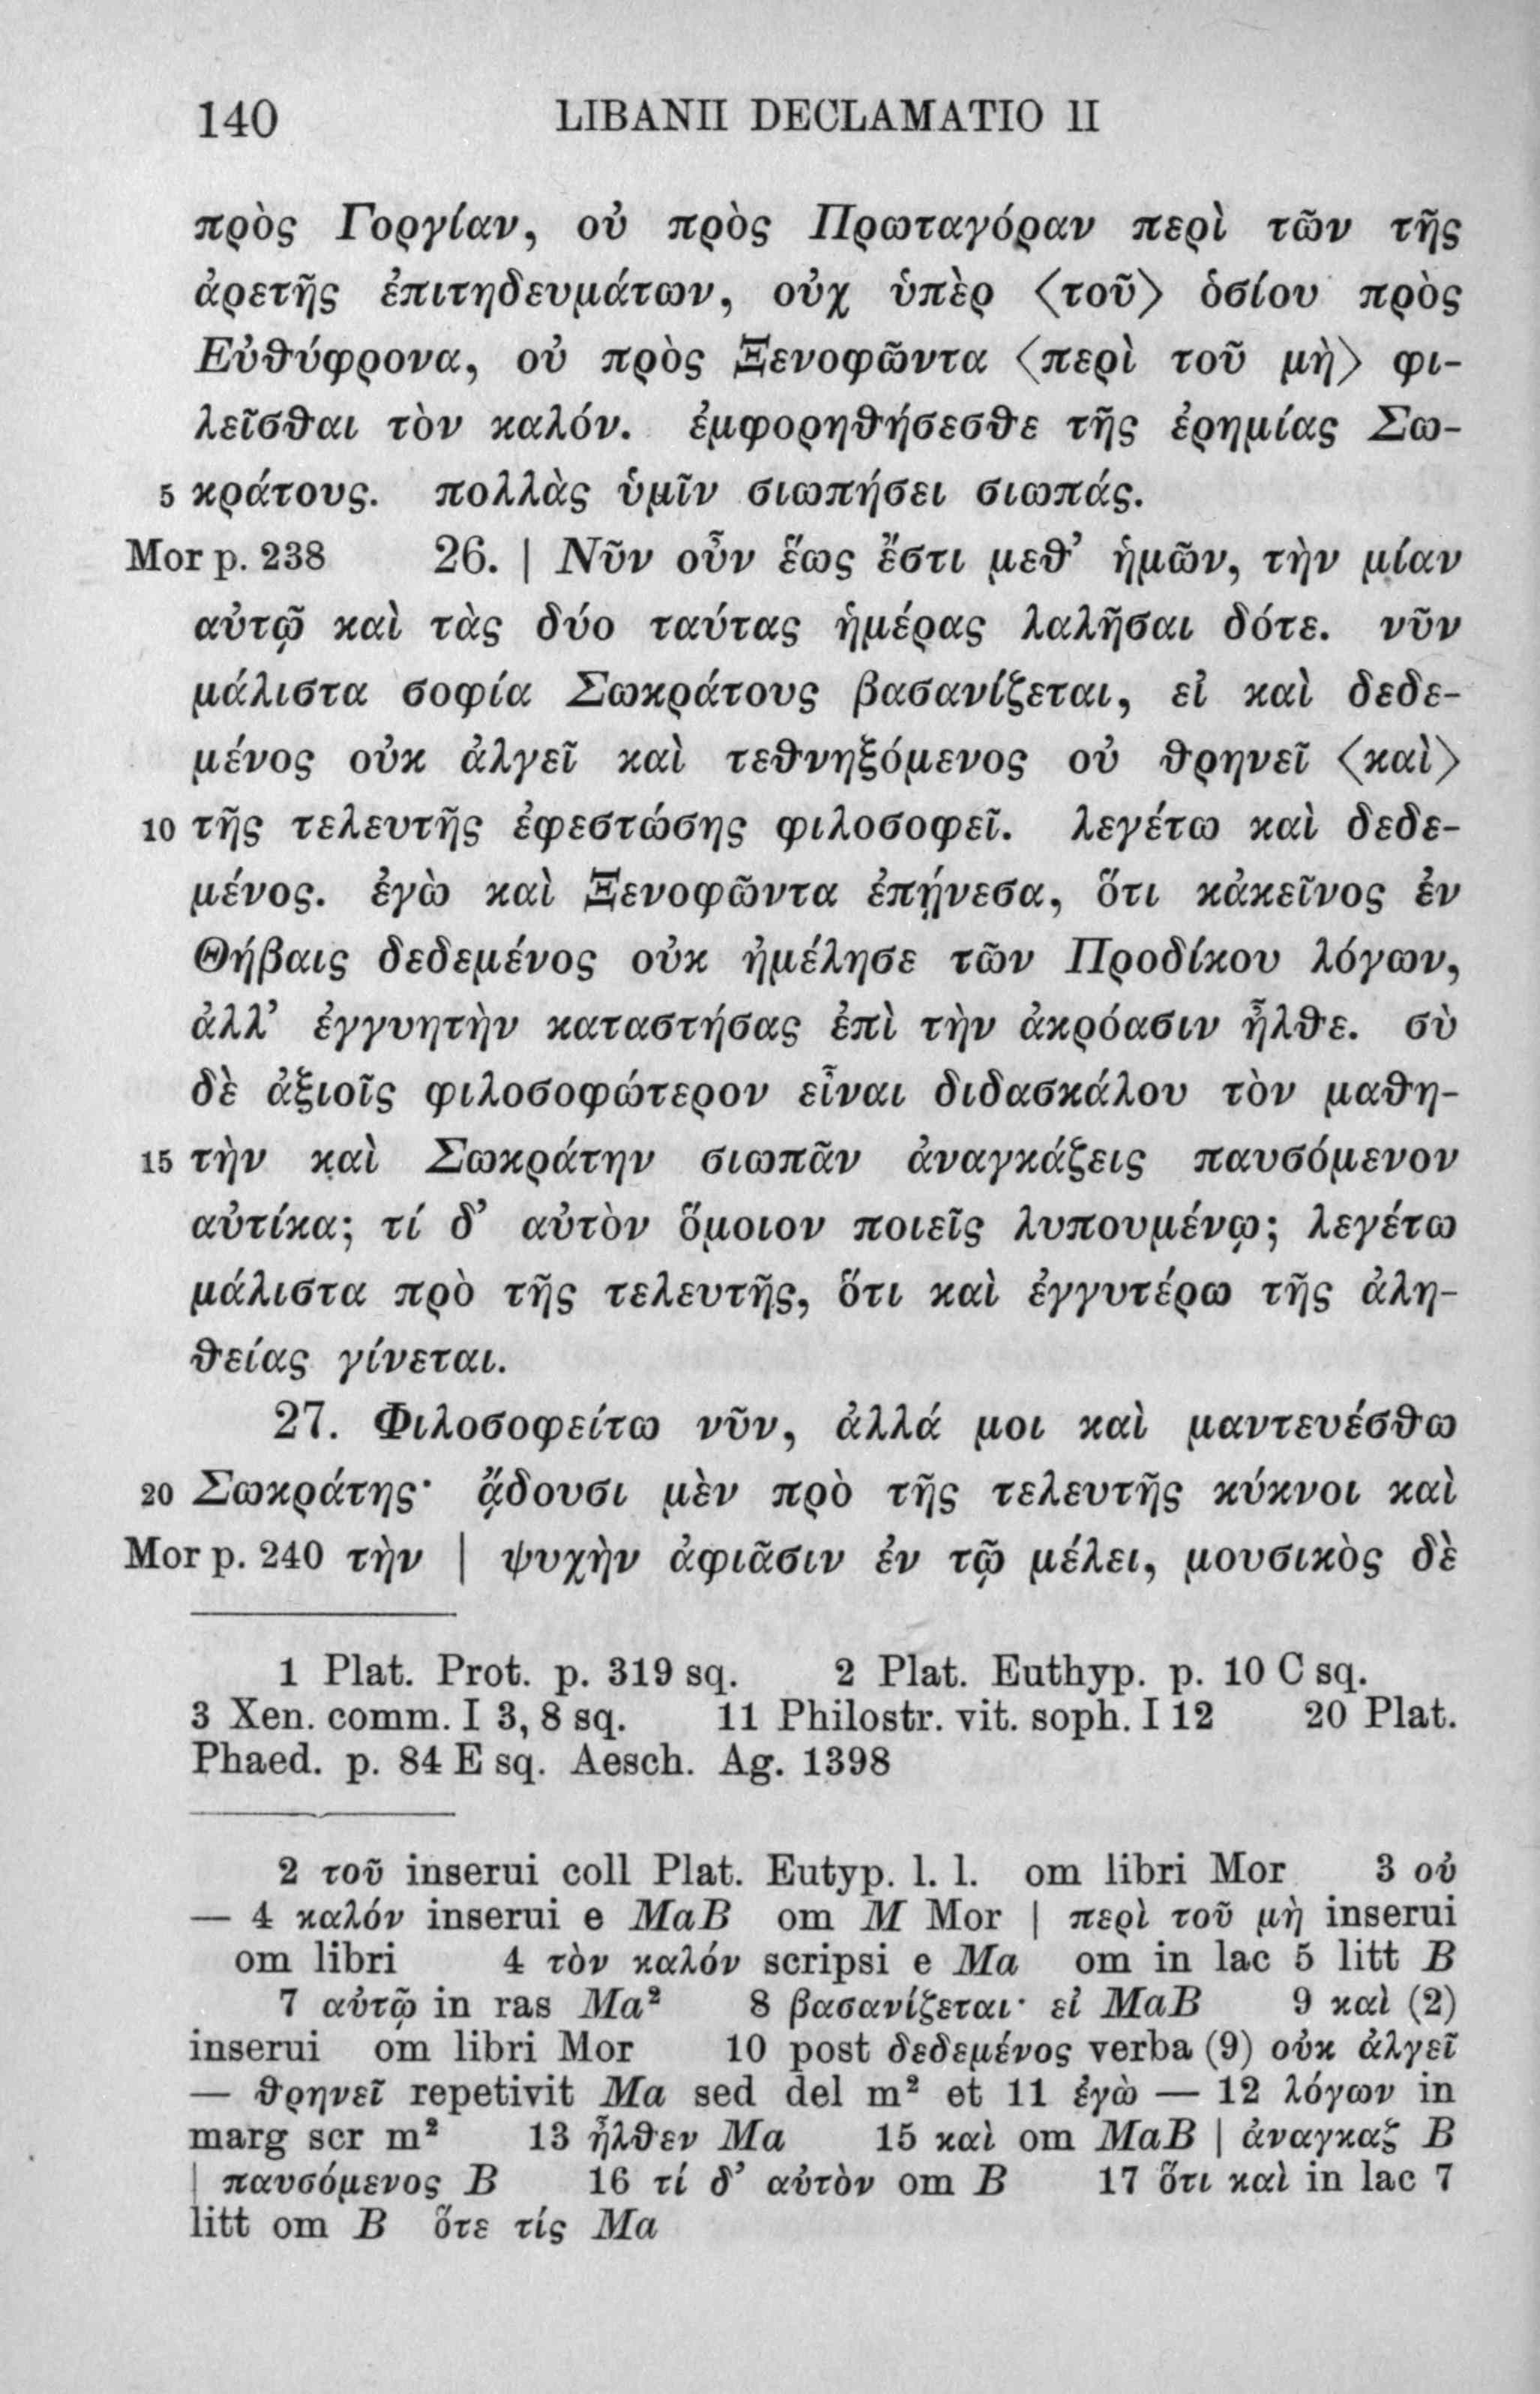 140 LIBANII DECLAMATIO II
πρὸς Γοργίαν, οὐ πρὸς Πρωταγόραν περὶ τῶν τῆς
ἀρετῆς ἐπιτηδευμάτων, οὐχ ὑπὲρ ⟨τοῦ⟩ ὁσίου πρὸς
Εὐθύφρονα, οὐ πρὸς Ξενοφῶντα ⟨περὶ τοῦ μὴ⟩ φι-
λεῖσθαι τὸν καλόν. ἐμφορηθήσεσθε τῆς ἐρημίας Σω-
5 κράτους. πολλὰς ὑμῖν σιωπήσει σιωπάς.
Mor p. 238 26. | Νῦν οὖν ἕως ἔστι μεθ’ ἡμῶν, τὴν μίαν
αὐτῷ καὶ τὰς δύο ταύτας ἡμέρας λαλῆσαι δότε. νῦν
μάλιστα σοφία Σωκράτους βασανίζεται, εἰ καὶ δεδε-
μένος οὐκ ἀλγεῖ καὶ τεθνηξόμενος οὐ θρηνεῖ ⟨καὶ⟩
10 τῆς τελευτῆς ἐφεστώσης φιλοσοφεῖ. λεγέτω καὶ δεδε-
μένος. ἐγὼ καὶ Ξενοφῶντα ἐπῄνεσα, ὅτι κἀκεῖνος ἐν
Θήβαις δεδεμένος οὐκ ἠμέλησε τῶν Προδίκου λόγων,
ἀλλ’ ἐγγυητὴν καταστήσας ἐπὶ τὴν ἀκρόασιν ἦλθε. σὺ
δὲ ἀξιοῖς φιλοσοφώτερον εἶναι διδασκάλου τὸν μαθη-
15 τὴν καὶ Σωκράτην σιωπᾶν ἀναγκάζεις παυσόμενον
αὐτίκα; τί δ’ αὐτὸν ὅμοιον ποιεῖς λυπουμένῳ; λεγέτω
μάλιστα πρὸ τῆς τελευτῆς, ὅτι καὶ ἐγγυτέρω τῆς ἀλη-
θείας γίνεται.
27. Φιλοσοφείτω νῦν, ἀλλά μοι καὶ μαντευέσθω
20 Σωκράτης· ᾄδουσι μὲν πρὸ τῆς τελευτῆς κύκνοι καὶ
Mor p. 240 τὴν | ψυχὴν ἀφιᾶσιν ἐν τῷ μέλει, μουσικὸς δὲ
1 Plat. Prot. p. 319 sq. 2 Plat. Euthyp. p. 10 C sq.
3 Xen. comm. I 3, 8 sq. 11 Philostr. vit. soph. I 12 20 Plat.
Phaed. p. 84 E sq. Aesch. Ag. 1398
2 τοῦ inserui coll Plat. Eutyp. l. l. om libri Mor 3 οὐ
— 4 καλόν inserui e MaB om M Mor | περὶ τοῦ μὴ inserui
om libri 4 τὸν καλόν scripsi e Ma om in lac 5 litt B
7 αὐτῷ in ras Ma² 8 βασανίζεται· εἰ MaB 9 καὶ (2)
inserui om libri Mor 10 post δεδεμένος verba (9) οὐκ ἀλγεῖ
— θρηνεῖ repetivit Ma sed del m² et 11 ἐγὼ — 12 λόγων in
marg scr m² 13 ἦλθεν Ma 15 καὶ om MaB | ἀναγκαζ B
| παυσόμενος B 16 τί δ’ αὐτὸν om B 17 ὅτι καὶ in lac 7
litt om B ὅτε τίς Ma